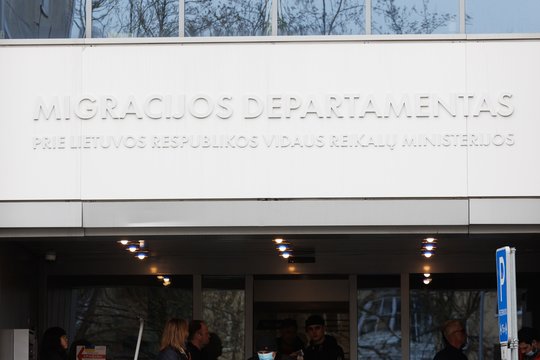 MIGRACIJOS DEPARTAMENTAS
PRIE LIETUVOS RESPUBLIKOS VIDAUS REIKALŲ MINISTERIJOS
P